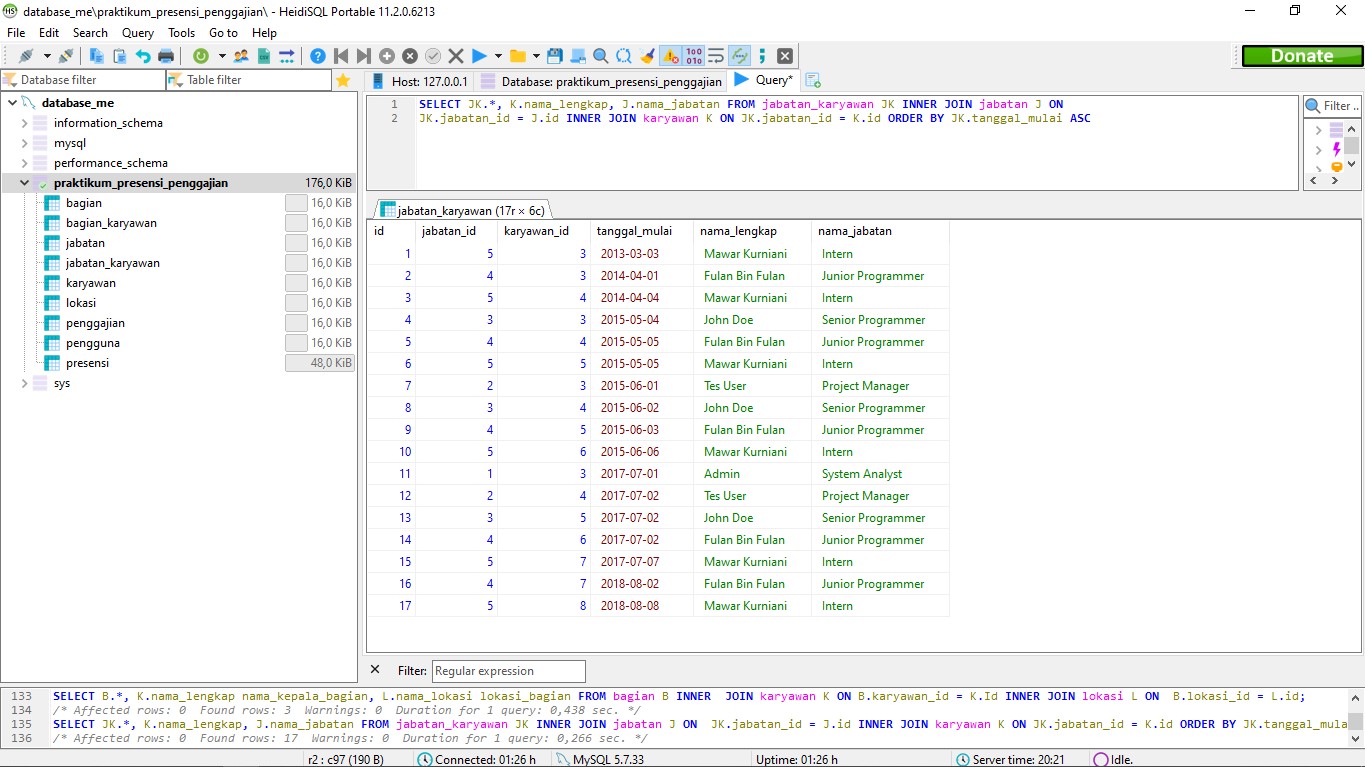 database_me\praktikum_presensi_penggajian\ - HeidiSQL Portable 11.2.0.6213
File Edit Search Query Tools Go to Help
Donate
Database filter Table filter
Host: 127.0.0.1 Database: praktikum_presensi_penggajian Query*
database_me
information_schema
mysql
performance_schema
praktikum_presensi_penggajian 176,0 KiB
bagian 16,0 KiB
bagian_karyawan 16,0 KiB
jabatan 16,0 KiB
jabatan_karyawan 16,0 KiB
karyawan 16,0 KiB
lokasi 16,0 KiB
penggajian 16,0 KiB
pengguna 16,0 KiB
presensi 48,0 KiB
sys
1 SELECT JK.*, K.nama_lengkap, J.nama_jabatan FROM jabatan_karyawan JK INNER JOIN jabatan J ON
2 JK.jabatan_id = J.id INNER JOIN karyawan K ON JK.jabatan_id = K.id ORDER BY JK.tanggal_mulai ASC
Filter ..
jabatan_karyawan (17r × 6c)
id jabatan_id karyawan_id tanggal_mulai nama_lengkap nama_jabatan
1 5 3 2013-03-03 Mawar Kurniani Intern
2 4 3 2014-04-01 Fulan Bin Fulan Junior Programmer
3 5 4 2014-04-04 Mawar Kurniani Intern
4 3 3 2015-05-04 John Doe Senior Programmer
5 4 4 2015-05-05 Fulan Bin Fulan Junior Programmer
6 5 5 2015-05-05 Mawar Kurniani Intern
7 2 3 2015-06-01 Tes User Project Manager
8 3 4 2015-06-02 John Doe Senior Programmer
9 4 5 2015-06-03 Fulan Bin Fulan Junior Programmer
10 5 6 2015-06-06 Mawar Kurniani Intern
11 1 3 2017-07-01 Admin System Analyst
12 2 4 2017-07-02 Tes User Project Manager
13 3 5 2017-07-02 John Doe Senior Programmer
14 4 6 2017-07-02 Fulan Bin Fulan Junior Programmer
15 5 7 2017-07-07 Mawar Kurniani Intern
16 4 7 2018-08-02 Fulan Bin Fulan Junior Programmer
17 5 8 2018-08-08 Mawar Kurniani Intern
Filter: Regular expression
133 SELECT B.*, K.nama_lengkap nama_kepala_bagian, L.nama_lokasi lokasi_bagian FROM bagian B INNER  JOIN karyawan K ON B.karyawan_id = K.Id INNER JOIN lokasi L ON  B.lokasi_id = L.id;
134 /* Affected rows: 0  Found rows: 3  Warnings: 0  Duration for 1 query: 0,438 sec. */
135 SELECT JK.*, K.nama_lengkap, J.nama_jabatan FROM jabatan_karyawan JK INNER JOIN jabatan J ON  JK.jabatan_id = J.id INNER JOIN karyawan K ON JK.jabatan_id = K.id ORDER BY JK.tanggal_mula
136 /* Affected rows: 0  Found rows: 17  Warnings: 0  Duration for 1 query: 0,266 sec. */
r2 : c97 (190 B) Connected: 01:26 h MySQL 5.7.33 Uptime: 01:26 h Server time: 20:21 Idle.